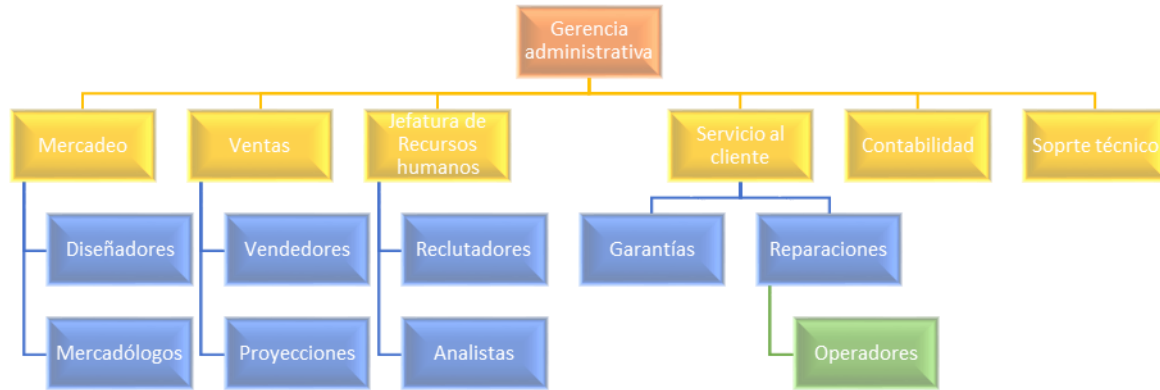 Gerencia
administrativa
Mercadeo
Ventas
Jefatura de
Recursos
humanos
Servicio al
cliente
Contabilidad
Soprte técnico
Diseñadores
Vendedores
Reclutadores
Garantías
Reparaciones
Mercadólogos
Proyecciones
Analistas
Operadores